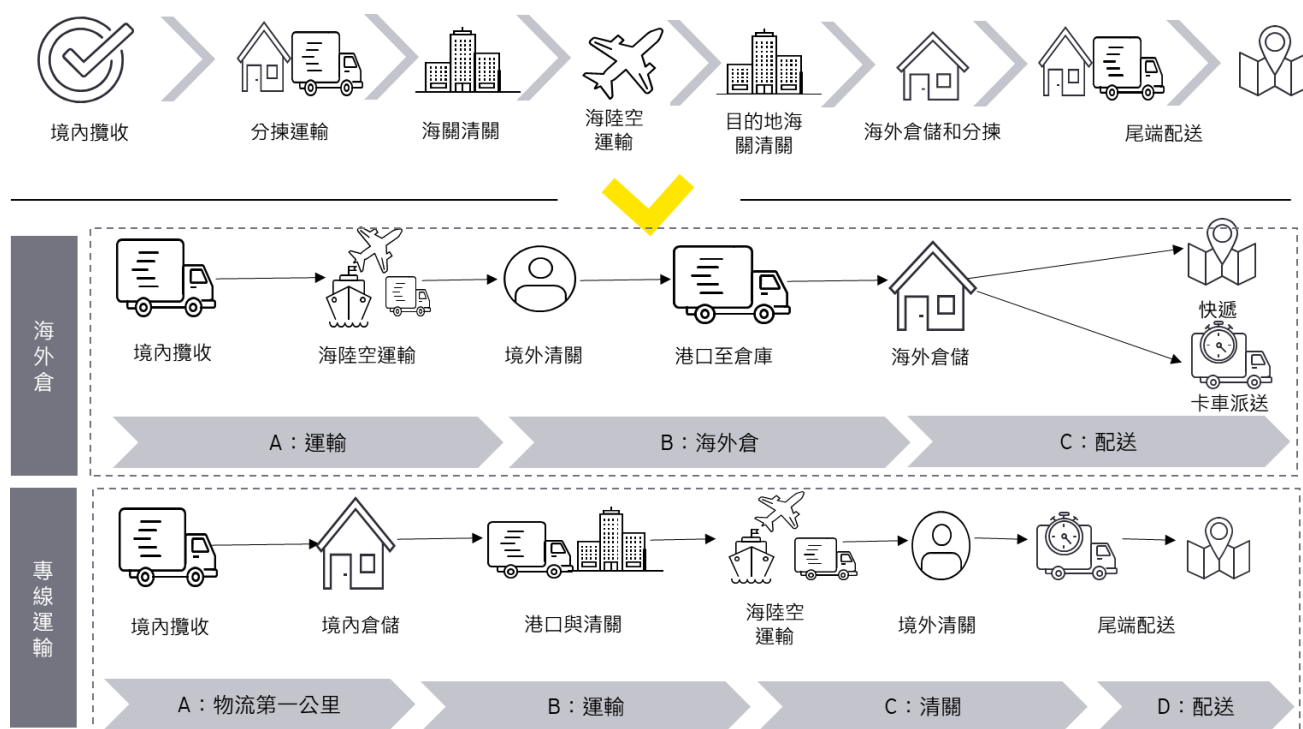 境內攬收
分揀運輸
海關清關
海陸空
運輸
目的地海
關清關
海外倉儲和分揀
尾端配送
海外倉
境內攬收
海陸空運輸
境外清關
港口至倉庫
海外倉儲
快遞
卡車派送
A：運輸
B：海外倉
C：配送
專線運輸
境內攬收
境內倉儲
港口與清關
海陸空
運輸
境外清關
尾端配送
A：物流第一公里
B：運輸
C：清關
D：配送